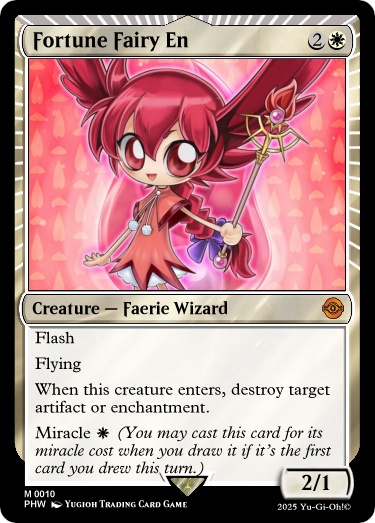 Fortune Fairy En 2
Creature — Faerie Wizard
Flash
Flying
When this creature enters, destroy target
artifact or enchantment.
Miracle (You may cast this card for its
miracle cost when you draw it if it's the first
card you drew this turn.)
2/1
M 0010
PHW Yugioh Trading Card Game
2025 Yu-Gi-Oh!©